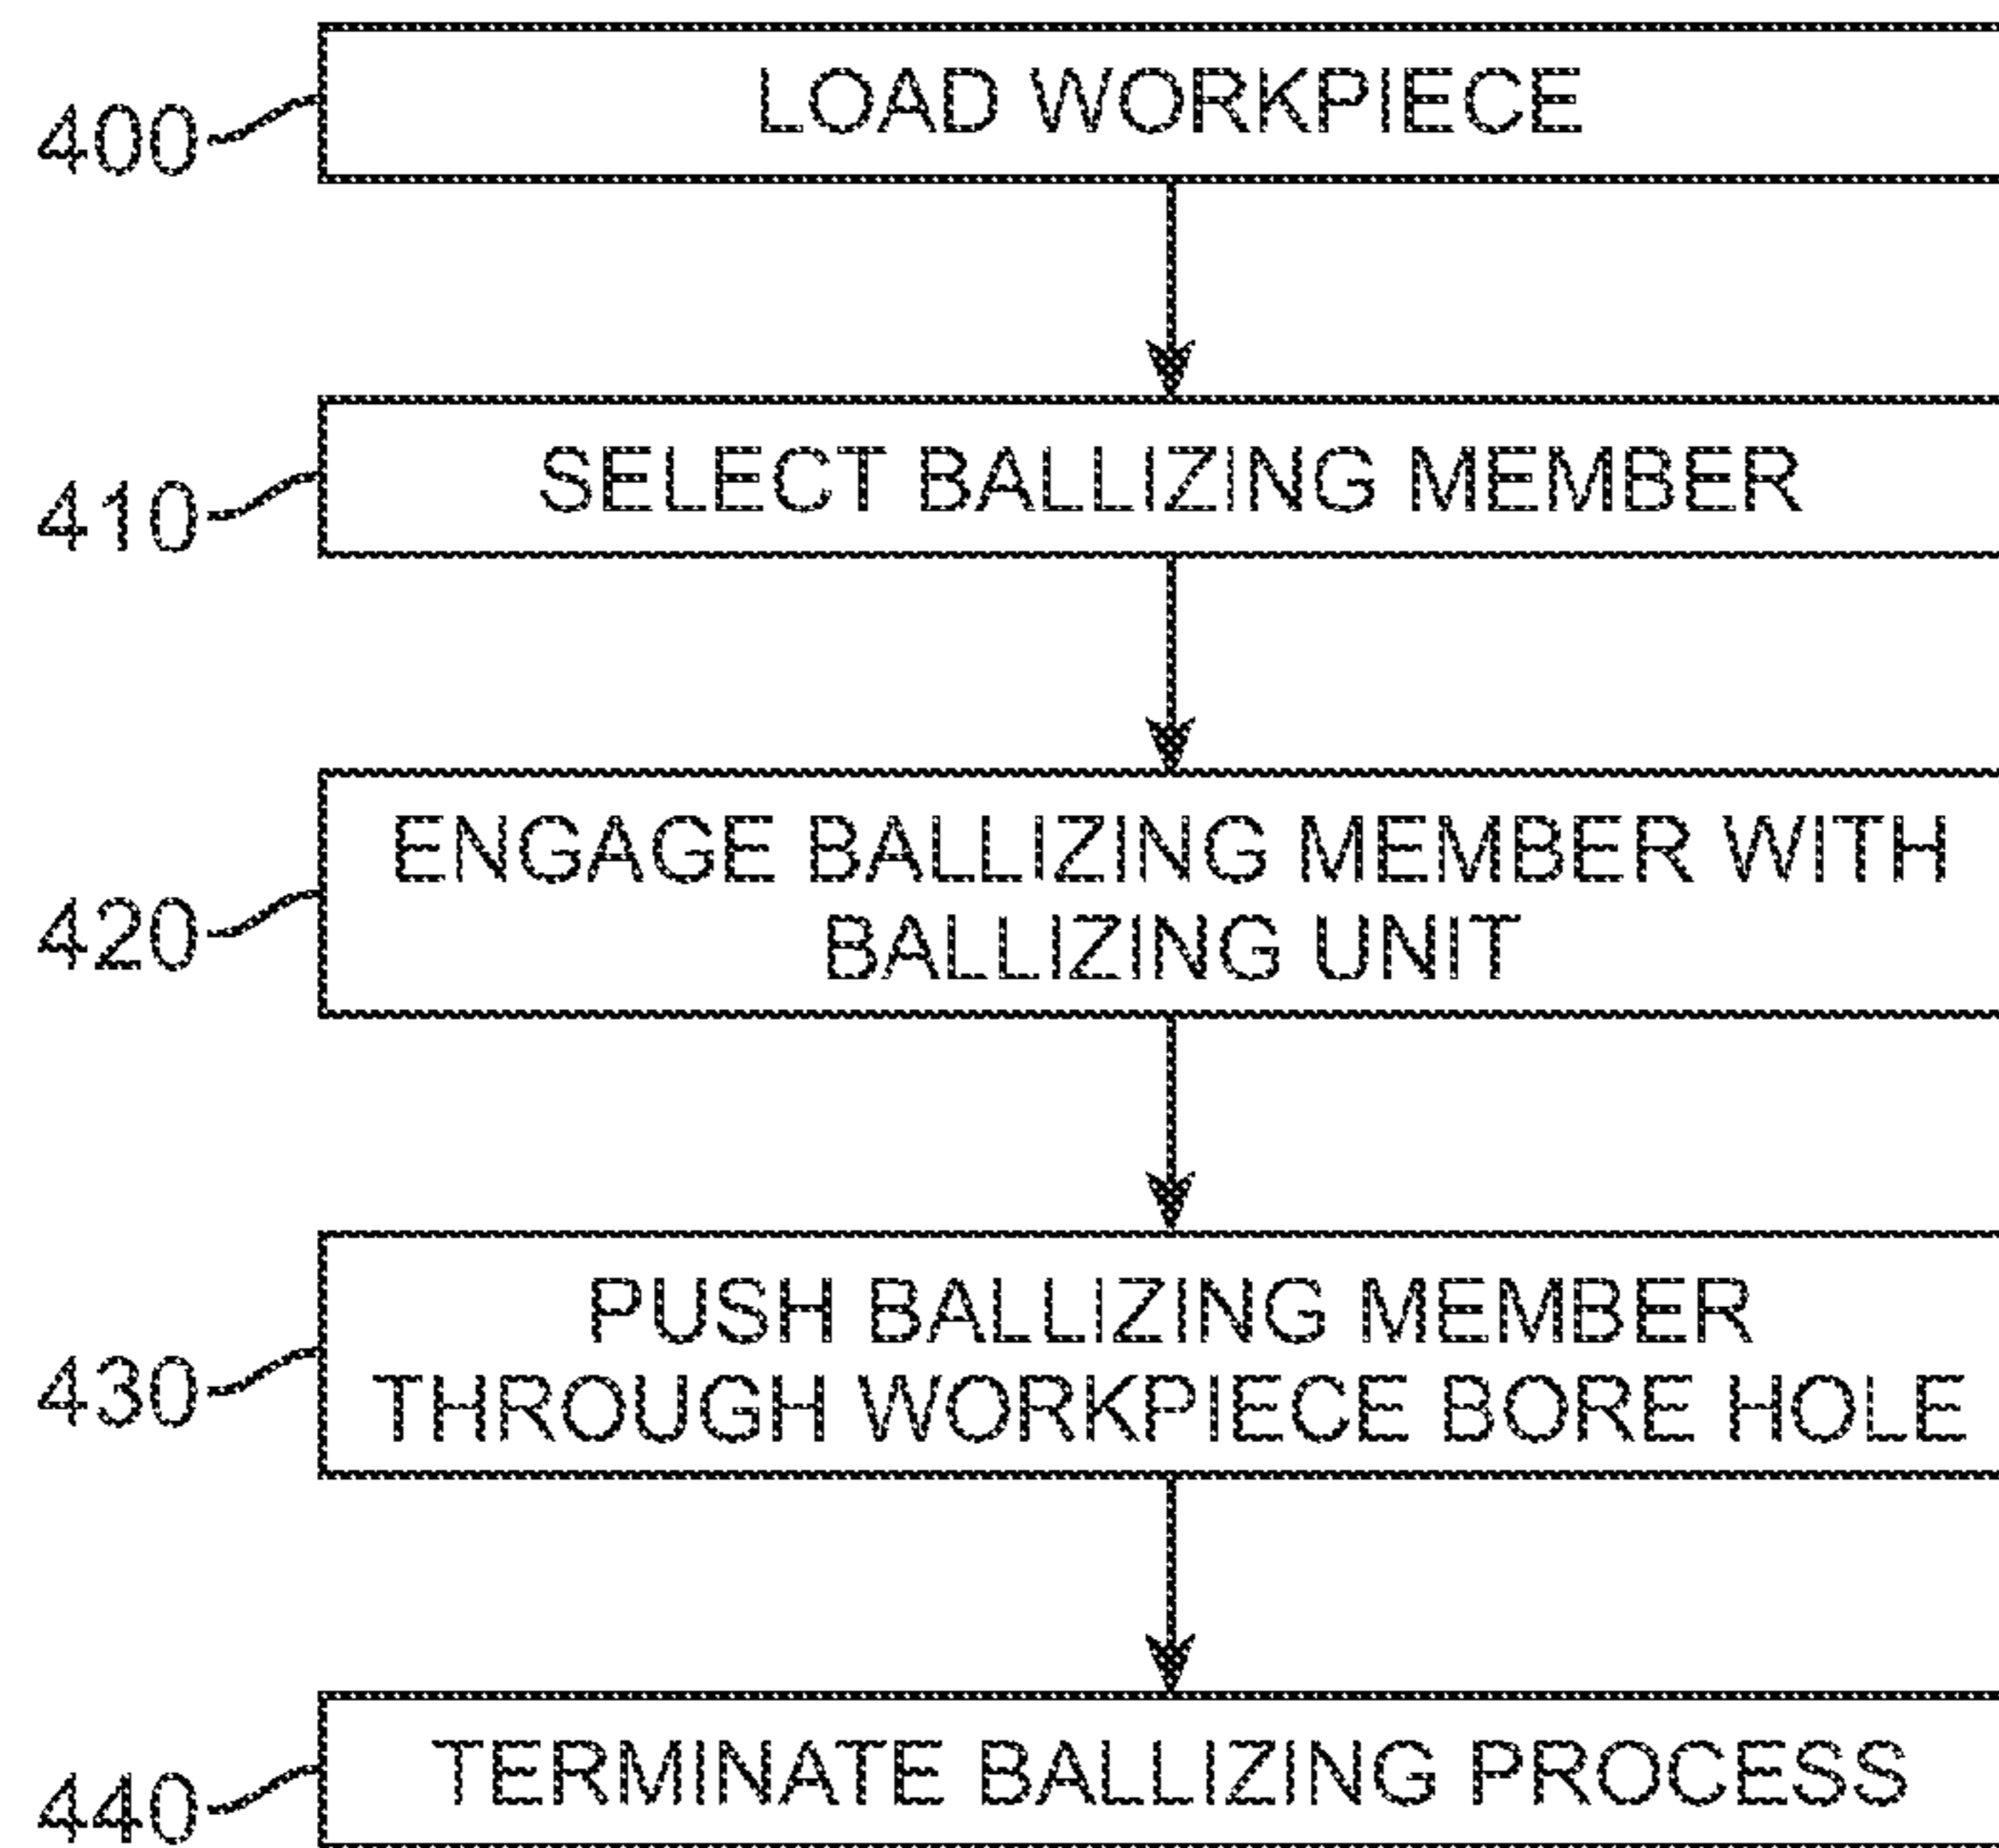 400
LOAD WORKPIECE
410
SELECT BALLIZING MEMBER
420
ENGAGE BALLIZING MEMBER WITH
BALLIZING UNIT
430
PUSH BALLIZING MEMBER
THROUGH WORKPIECE BORE HOLE
440
TERMINATE BALLIZING PROCESS